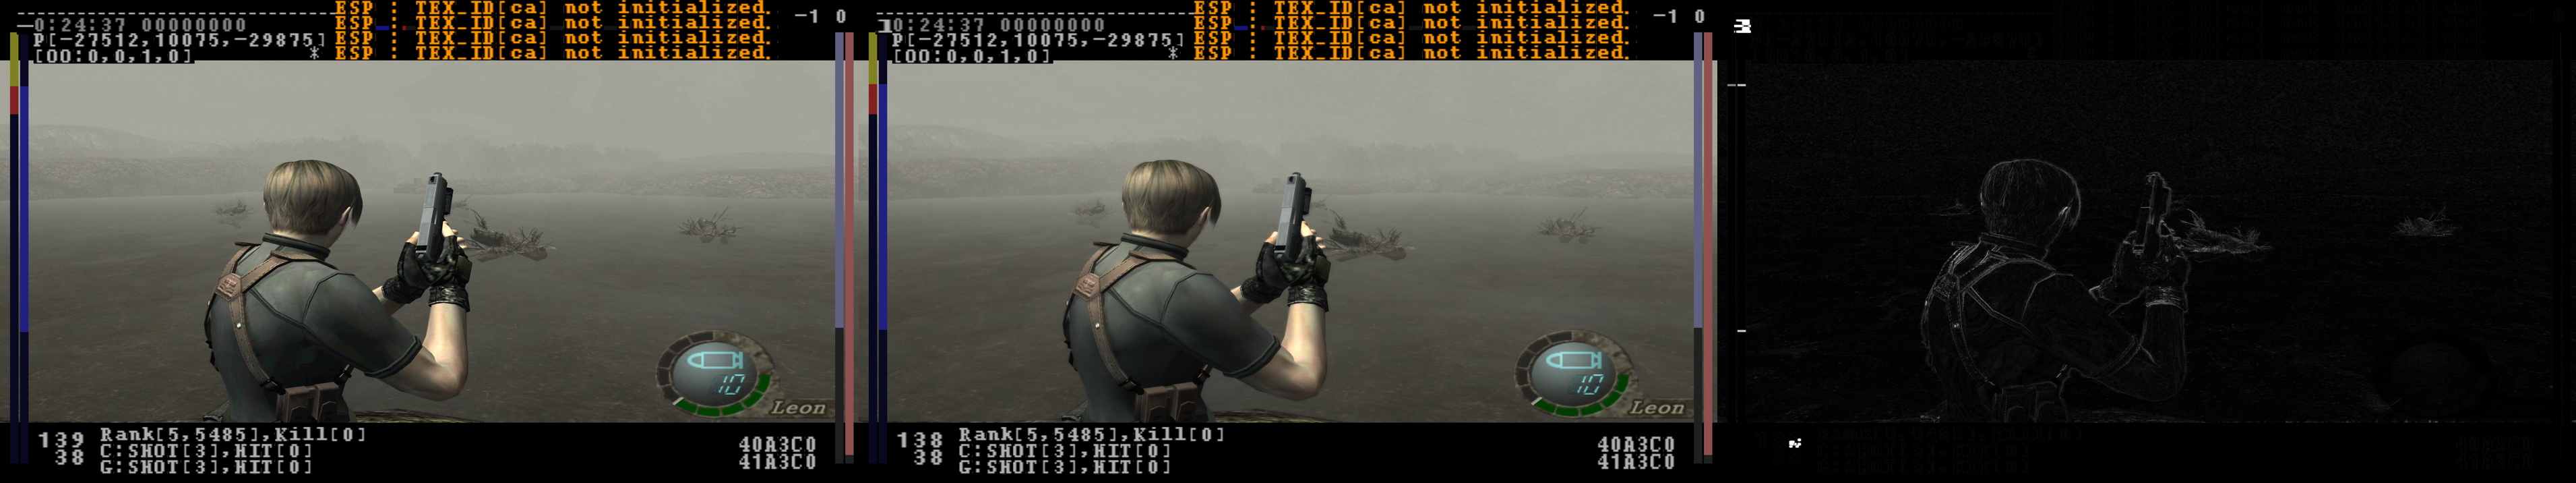 0:24:37 00000000
P[-27512,10075,-29875]
[OO:0,0,1,0] *
ESP : TEX_ID[ca] not initialized.
ESP : TEX_ID[ca] not initialized.
ESP : TEX_ID[ca] not initialized.
ESP : TEX_ID[ca] not initialized.
-1 0
10
Leon
139
38
Rank[5,5485],Kill[0]
C:SHOT[3],HIT[0]
G:SHOT[3],HIT[0]
40A3C0
41A3C0
0:24:37 00000000
P[-27512,10075,-29875]
[OO:0,0,1,0] *
ESP : TEX_ID[ca] not initialized.
ESP : TEX_ID[ca] not initialized.
ESP : TEX_ID[ca] not initialized.
ESP : TEX_ID[ca] not initialized.
-1 0
10
Leon
138
38
Rank[5,5485],Kill[0]
C:SHOT[3],HIT[0]
G:SHOT[3],HIT[0]
40A3C0
41A3C0